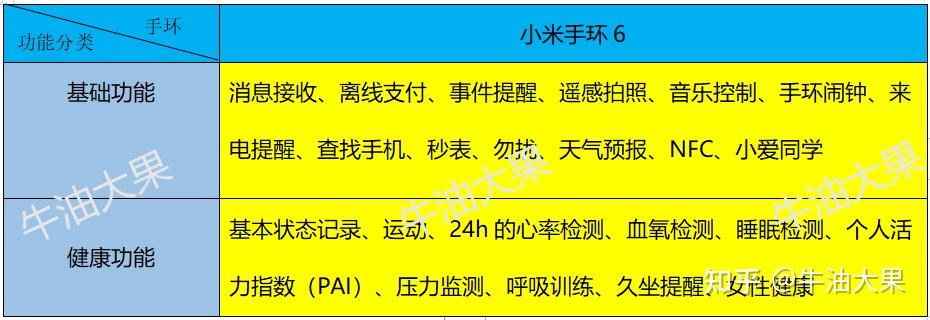 手环
功能分类
小米手环 6
基础功能
消息接收、离线支付、事件提醒、遥感拍照、音乐控制、手环闹钟、来
电提醒、查找手机、秒表、勿扰、天气预报、NFC、小爱同学
健康功能
基本状态记录、运动、24h 的心率检测、血氧检测、睡眠检测、个人活
力指数（PAI）、压力监测、呼吸训练、久坐提醒、女性健康
牛油大果
牛油大果
牛油大果
知乎 @牛油大果